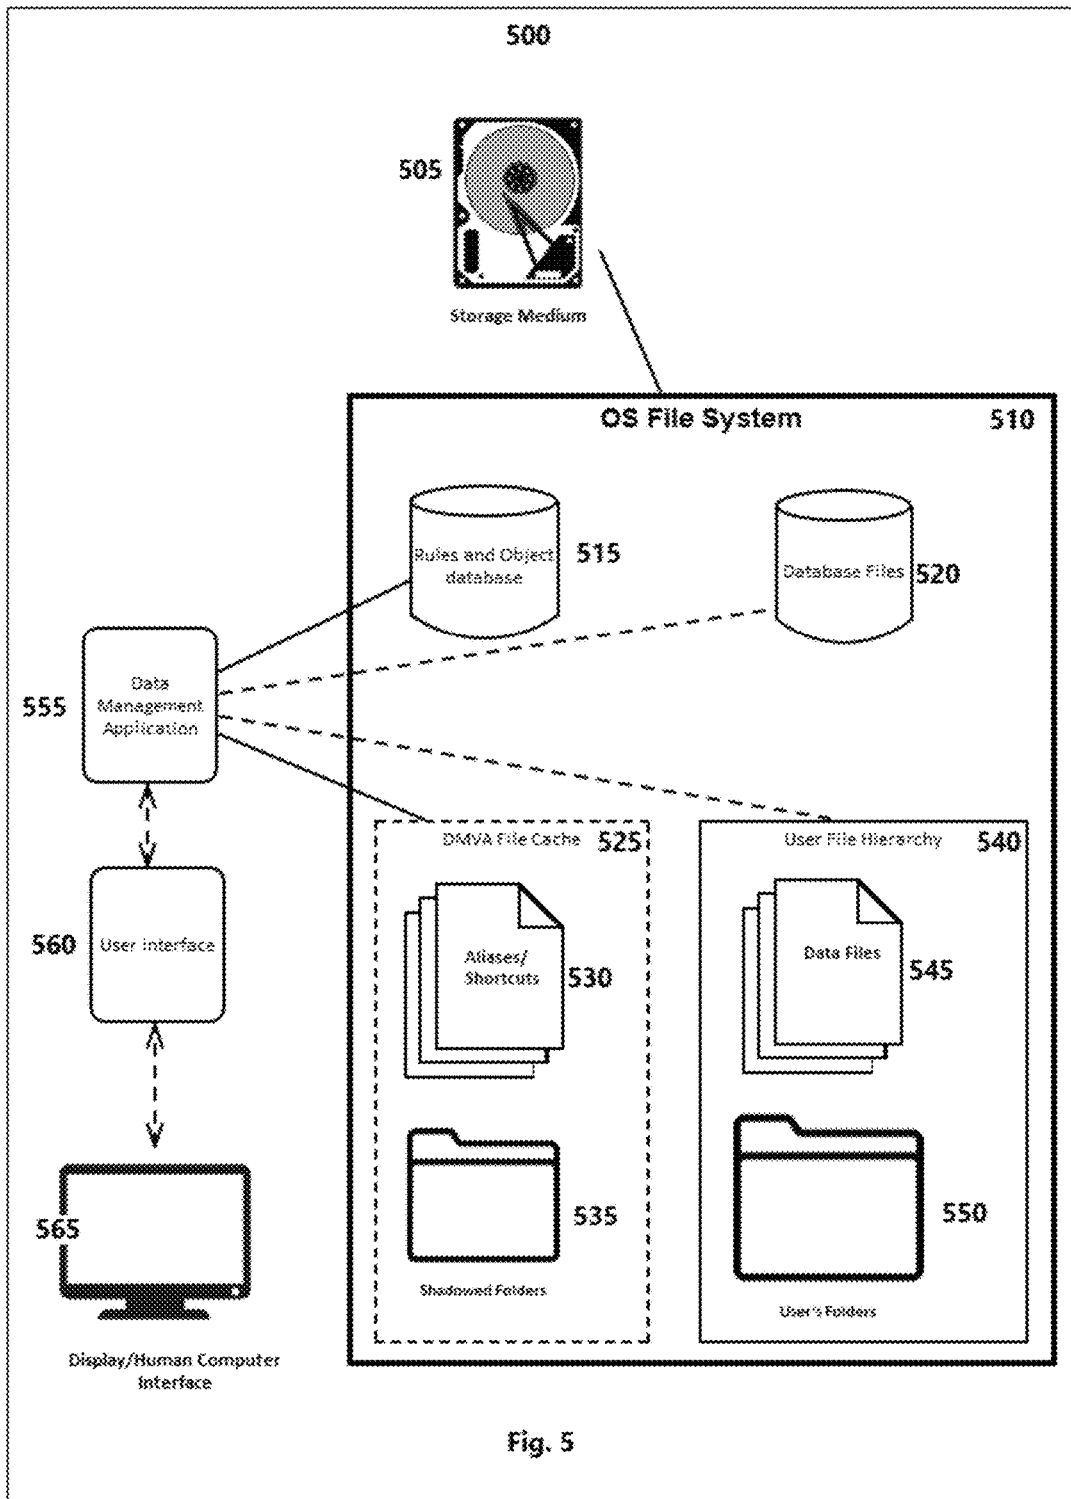 500
505
Storage Medium
OS File System
510
Rules and Object
database
515
Database Files
520
555
Data
Management
Application
DMVA File Cache
525
User File Hierarchy
540
560
User Interface
Aliases/
Shortcuts
530
Data Files
545
565
535
550
Shadowed Folders
User's Folders
Display/Human Computer
Interface
Fig. 5